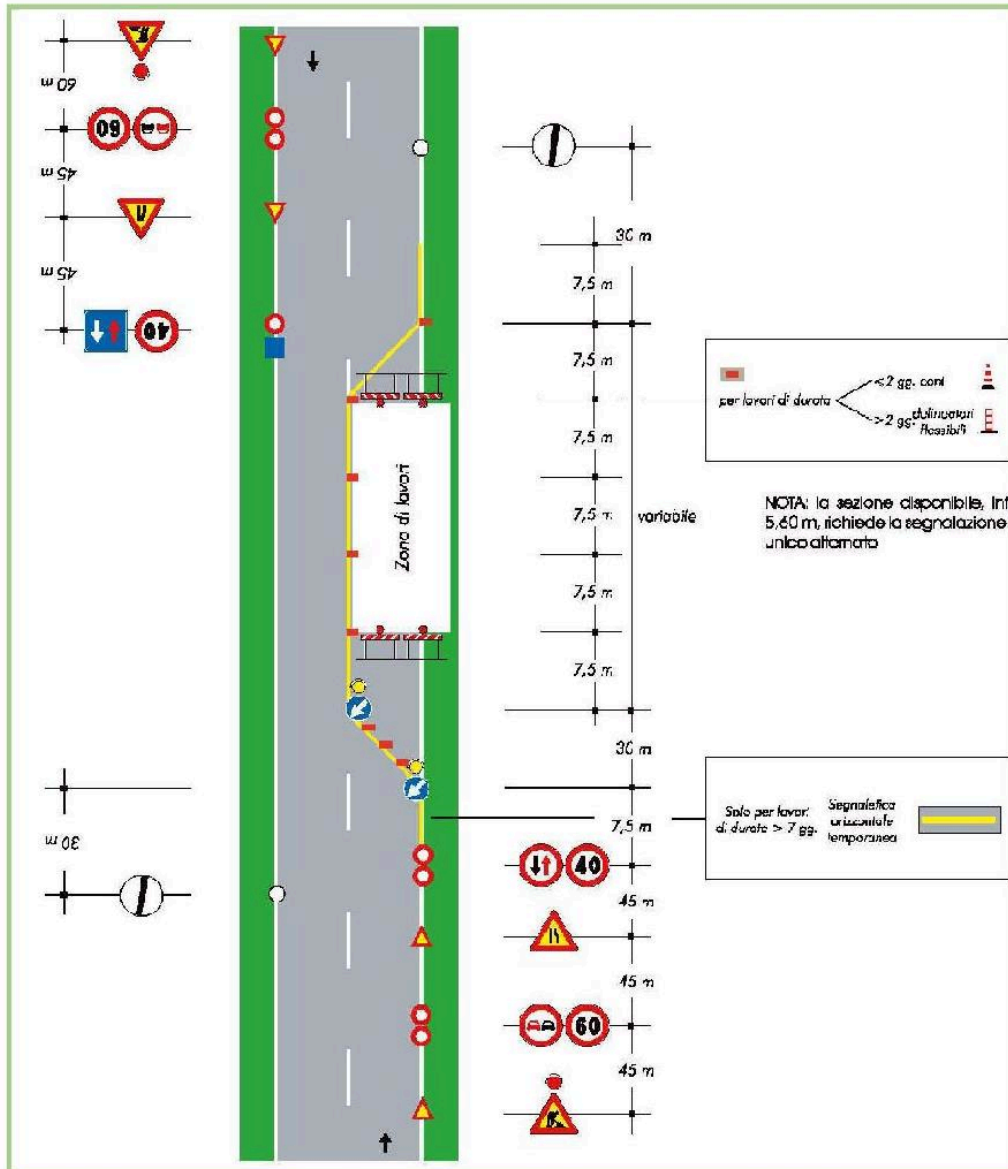 60 m
60
45 m
45 m
40
30 m
7,5 m
7,5 m
7,5 m
7,5 m
7,5 m
7,5 m
variabile
30 m
7,5 m
40
45 m
45 m
60
45 m
Zona di lavori
30 m
per lavori di durata
<2 gg. coni
>2 gg. delineatori
flessibili
NOTA: la sezione disponibile, inf
5,60 m, richiede la segnalazione
unico alternato
Solo per lavori
di durata > 7 gg.
Segnaletica
orizzontale
temporanea